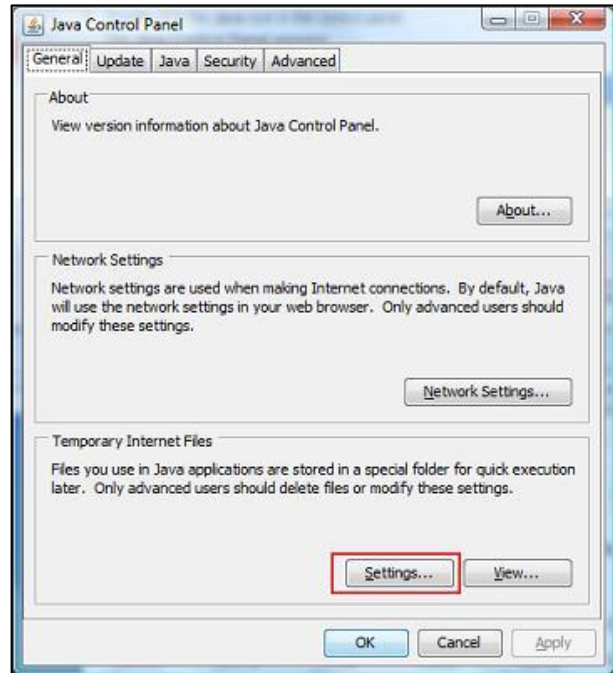 Java Control Panel
General Update Java Security Advanced
About
View version information about Java Control Panel.
About...
Network Settings
Network settings are used when making Internet connections. By default, Java
will use the network settings in your web browser. Only advanced users should
modify these settings.
Network Settings...
Temporary Internet Files
Files you use in Java applications are stored in a special folder for quick execution
later. Only advanced users should delete files or modify these settings.
Settings... View...
OK Cancel Apply